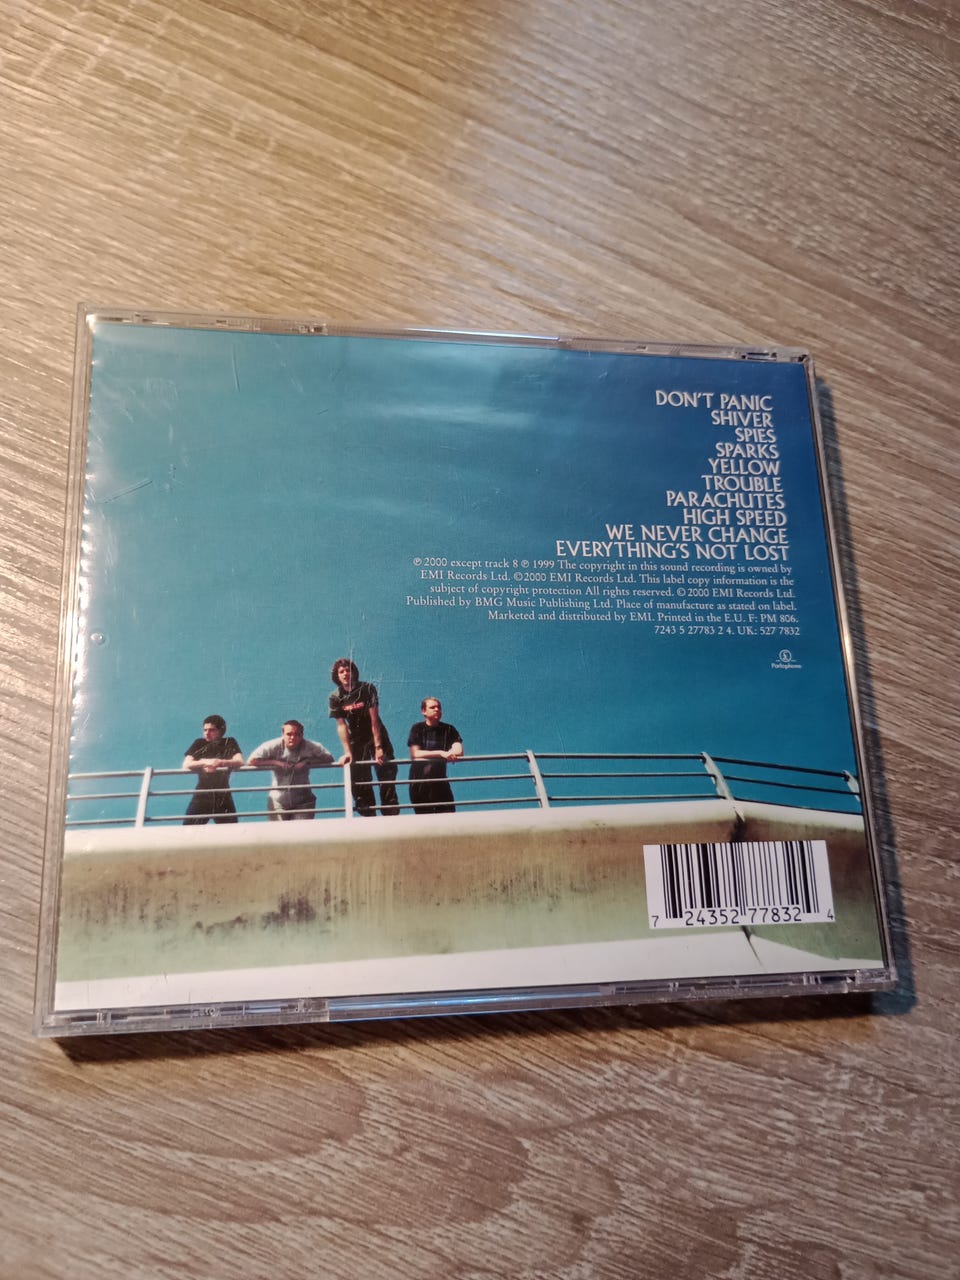 DON'T PANIC
SHIVER
SPIES
SPARKS
YELLOW
TROUBLE
PARACHUTES
HIGH SPEED
WE NEVER CHANGE
EVERYTHING'S NOT LOST
℗ 2000 except track 8 ℗ 1999 The copyright in this sound recording is owned by
EMI Records Ltd. ©2000 EMI Records Ltd. This label copy information is the
subject of copyright protection All rights reserved. © 2000 EMI Records Ltd.
Published by BMG Music Publishing Ltd. Place of manufacture as stated on label.
Marketed and distributed by EMI. Printed in the E.U. F: PM 806.
7243 5 27783 2 4. UK: 527 7832
Parlophone
7 24352 77832 4